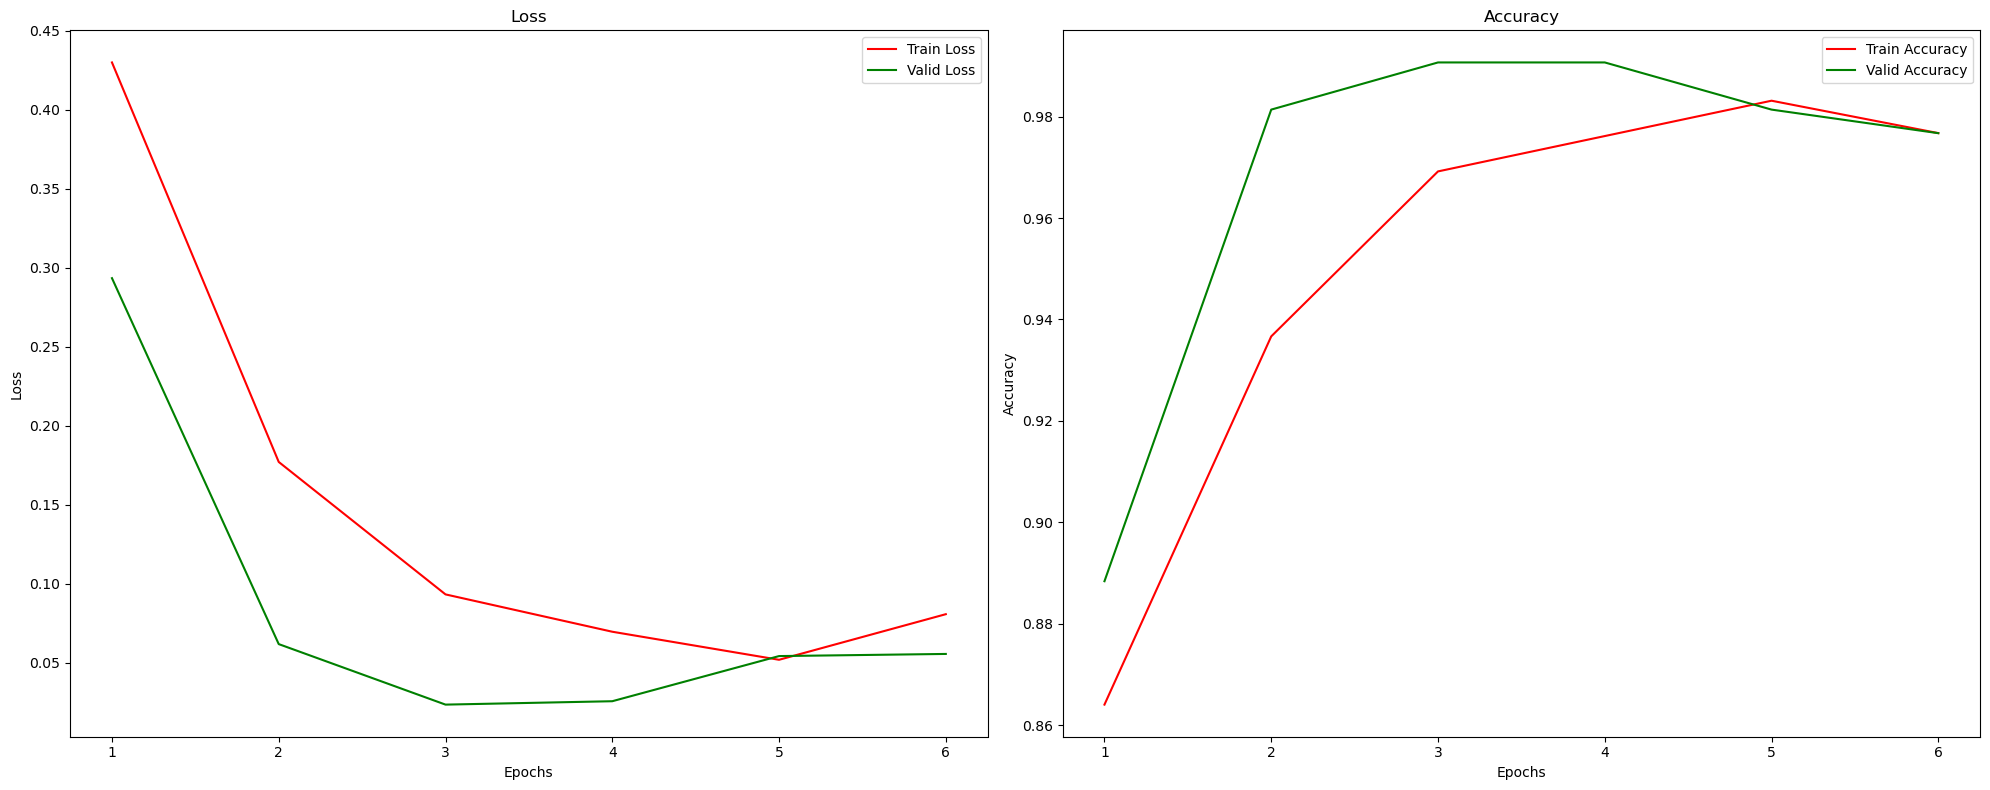 Loss
Train Loss
Valid Loss
0.45
0.40
0.35
0.30
0.25
0.20
0.15
0.10
0.05
Loss
1 2 3 4 5 6
Epochs
Accuracy
Train Accuracy
Valid Accuracy
0.98
0.96
0.94
0.92
0.90
0.88
0.86
Accuracy
1 2 3 4 5 6
Epochs